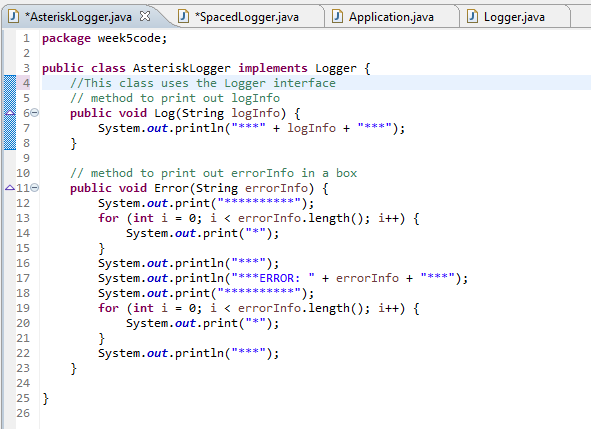 *AsteriskLogger.java
*SpacedLogger.java
Application.java
Logger.java
1 package week5code;
2
3 public class AsteriskLogger implements Logger {
4     //This class uses the Logger interface
5     // method to print out logInfo
6     public void Log(String logInfo) {
7         System.out.println("***" + logInfo + "***");
8     }
9
10     // method to print out errorInfo in a box
11     public void Error(String errorInfo) {
12         System.out.print("**********");
13         for (int i = 0; i < errorInfo.length(); i++) {
14             System.out.print("*");
15         }
16         System.out.println("***");
17         System.out.println("***ERROR: " + errorInfo + "***");
18         System.out.print("**********");
19         for (int i = 0; i < errorInfo.length(); i++) {
20             System.out.print("*");
21         }
22         System.out.println("***");
23     }
24
25 }
26